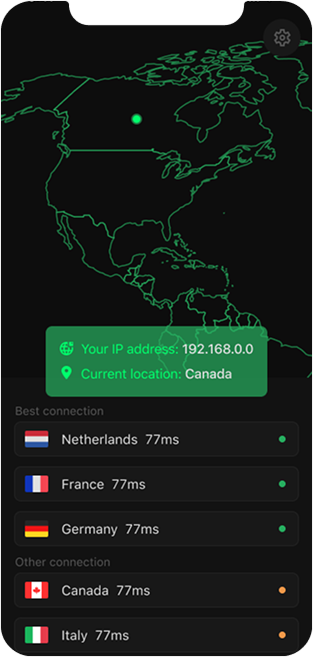 Your IP address: 192.168.0.0
Current location: Canada
Best connection
Netherlands 77ms
France 77ms
Germany 77ms
Other connection
Canada 77ms
Italy 77ms